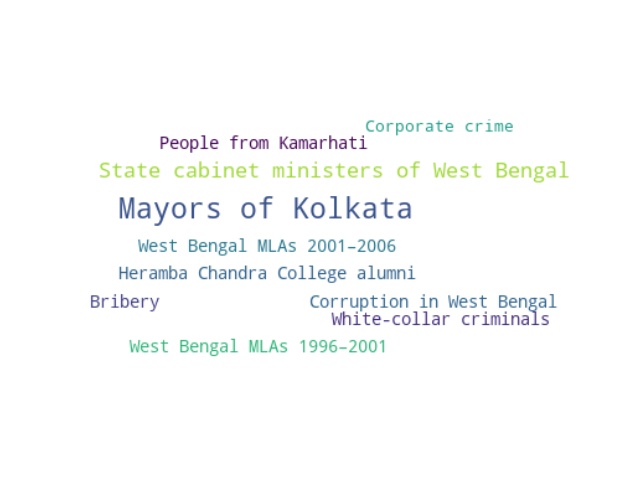 Corporate crime
People from Kamarhati
State cabinet ministers of West Bengal
Mayors of Kolkata
West Bengal MLAs 2001–2006
Heramba Chandra College alumni
Bribery
Corruption in West Bengal
White-collar criminals
West Bengal MLAs 1996–2001